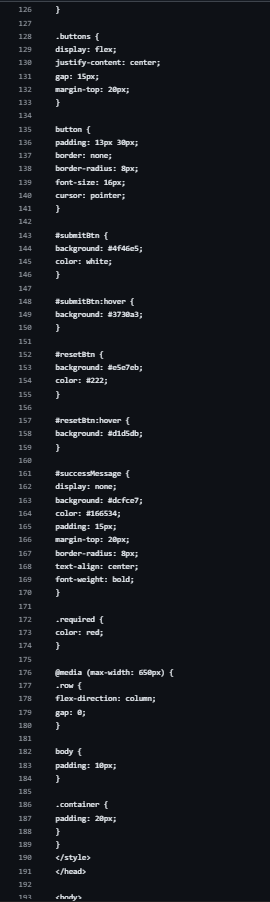 126 }
127
128 .buttons {
129 display: flex;
130 justify-content: center;
131 gap: 15px;
132 margin-top: 20px;
133 }
134
135 button {
136 padding: 13px 30px;
137 border: none;
138 border-radius: 8px;
139 font-size: 16px;
140 cursor: pointer;
141 }
142
143 #submitBtn {
144 background: #4f46e5;
145 color: white;
146 }
147
148 #submitBtn:hover {
149 background: #3730a3;
150 }
151
152 #resetBtn {
153 background: #e5e7eb;
154 color: #222;
155 }
156
157 #resetBtn:hover {
158 background: #d1d5db;
159 }
160
161 #successMessage {
162 display: none;
163 background: #dcfce7;
164 color: #166534;
165 padding: 15px;
166 margin-top: 20px;
167 border-radius: 8px;
168 text-align: center;
169 font-weight: bold;
170 }
171
172 .required {
173 color: red;
174 }
175
176 @media (max-width: 650px) {
177 .row {
178 flex-direction: column;
179 gap: 0;
180 }
181
182 body {
183 padding: 10px;
184 }
185
186 .container {
187 padding: 20px;
188 }
189 }
190 </style>
191 </head>
192
193 <body>